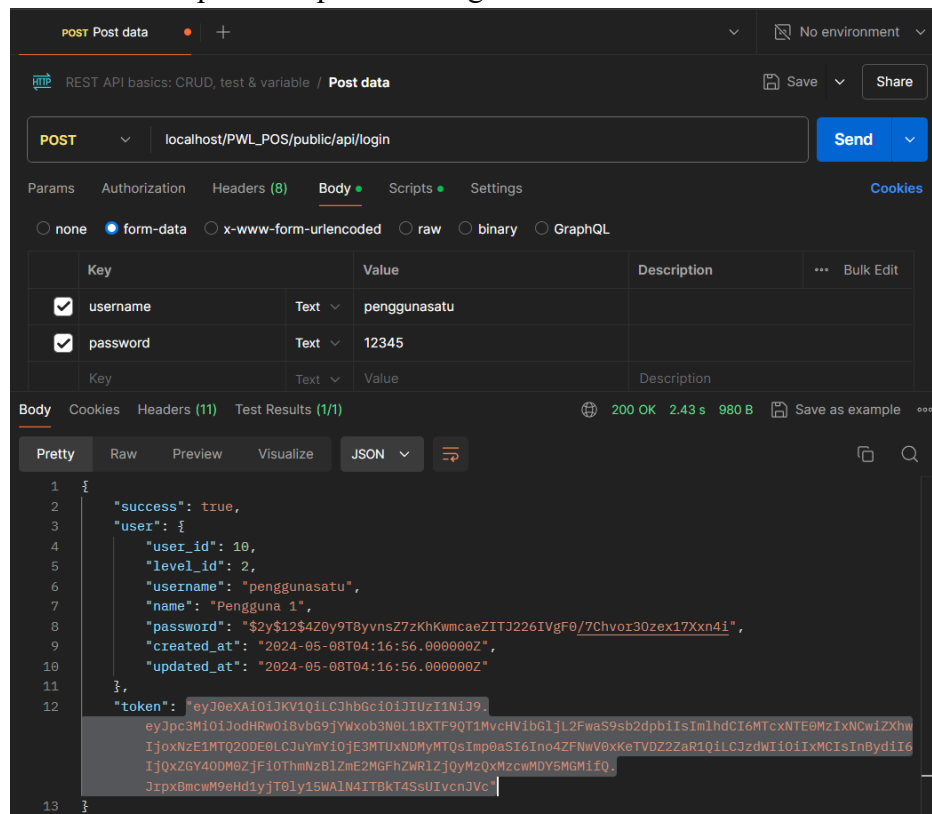 POST Post data
No environment
HTTP REST API basics: CRUD, test & variable / Post data
Save
Share
POST
localhost/PWL_POS/public/api/login
Send
Params Authorization Headers (8) Body Scripts Settings
Cookies
none form-data x-www-form-urlencoded raw binary GraphQL
Key Value Description Bulk Edit
username Text penggunasatu
password Text 12345
Key Text Value Description
Body Cookies Headers (11) Test Results (1/1) 200 OK 2.43 s 980 B Save as example
Pretty Raw Preview Visualize JSON
1 {
2 "success": true,
3 "user": {
4 "user_id": 10,
5 "level_id": 2,
6 "username": "penggunasatu",
7 "name": "Pengguna 1",
8 "password": "$2y$12$4Z0y9T8yvnsZ7zKhKwmcaeZITJ226IVgF0/7Chvor3Ozex17Xxn4i",
9 "created_at": "2024-05-08T04:16:56.000000Z",
10 "updated_at": "2024-05-08T04:16:56.000000Z"
11 },
12 "token": "eyJ0eXAiOiJKV1QiLCJhbGciOiJIUzI1NiJ9.
eyJpc3MiOiJodHRwOi8vbG9jYWxob3N0L1BXTF9QT1MvcHVibGljL2FwaS9sb2dpbiIsImlhdCI6MTcxNTE0MzIxNCwiZXhw
IjoxNzE1MTQ2ODE0LCJuYmYiOjE3MTUxNDMyMTQsImp0aSI6Ino4ZFNwV0xKeTVDZ2ZaR1QiLCJzdWIiOiIxMCIsInBydiI6
IjQxZGY4ODM0ZjFiOThmNzBlZmE2MGFhZWRlZjQyMzQxMzcwMDY5MGMifQ.
JrpxBmcwM9eHd1yjT0ly15WAlN4ITBkT4SsUIvcnJVc"
13 }